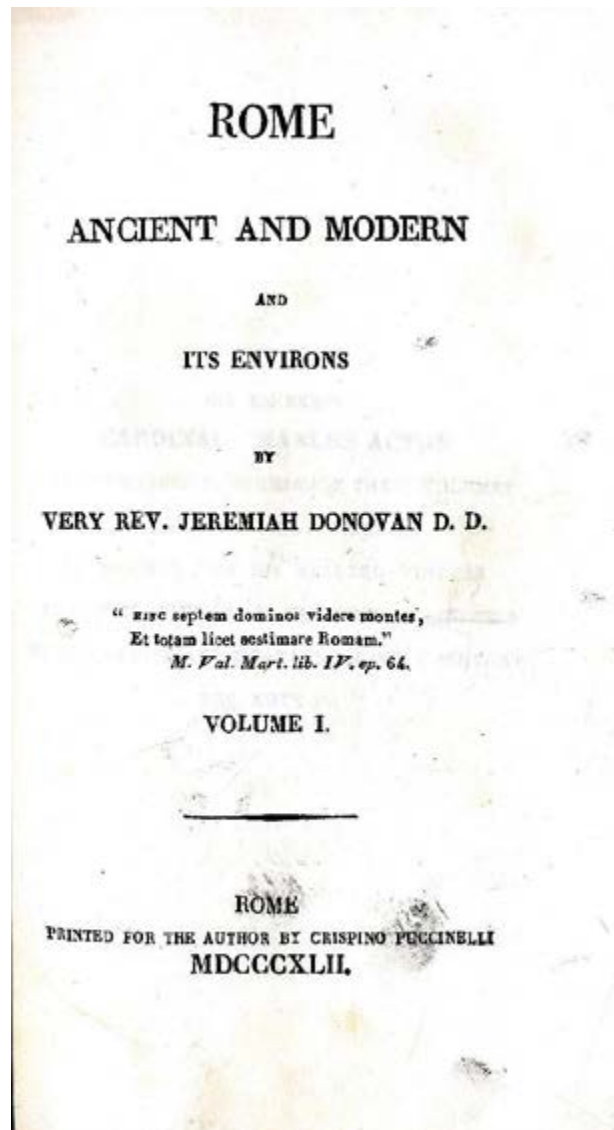 ROME
ANCIENT AND MODERN
AND
ITS ENVIRONS
BY
VERY REV. JEREMIAH DONOVAN D. D.
“ HINC septem dominos videre montes,
Et totam licet aestimare Romam.”
M. Val. Mart. lib. IV. ep. 64.
VOLUME I.
ROME
PRINTED FOR THE AUTHOR BY CRISPINO PUCCINELLI
MDCCCXLII.